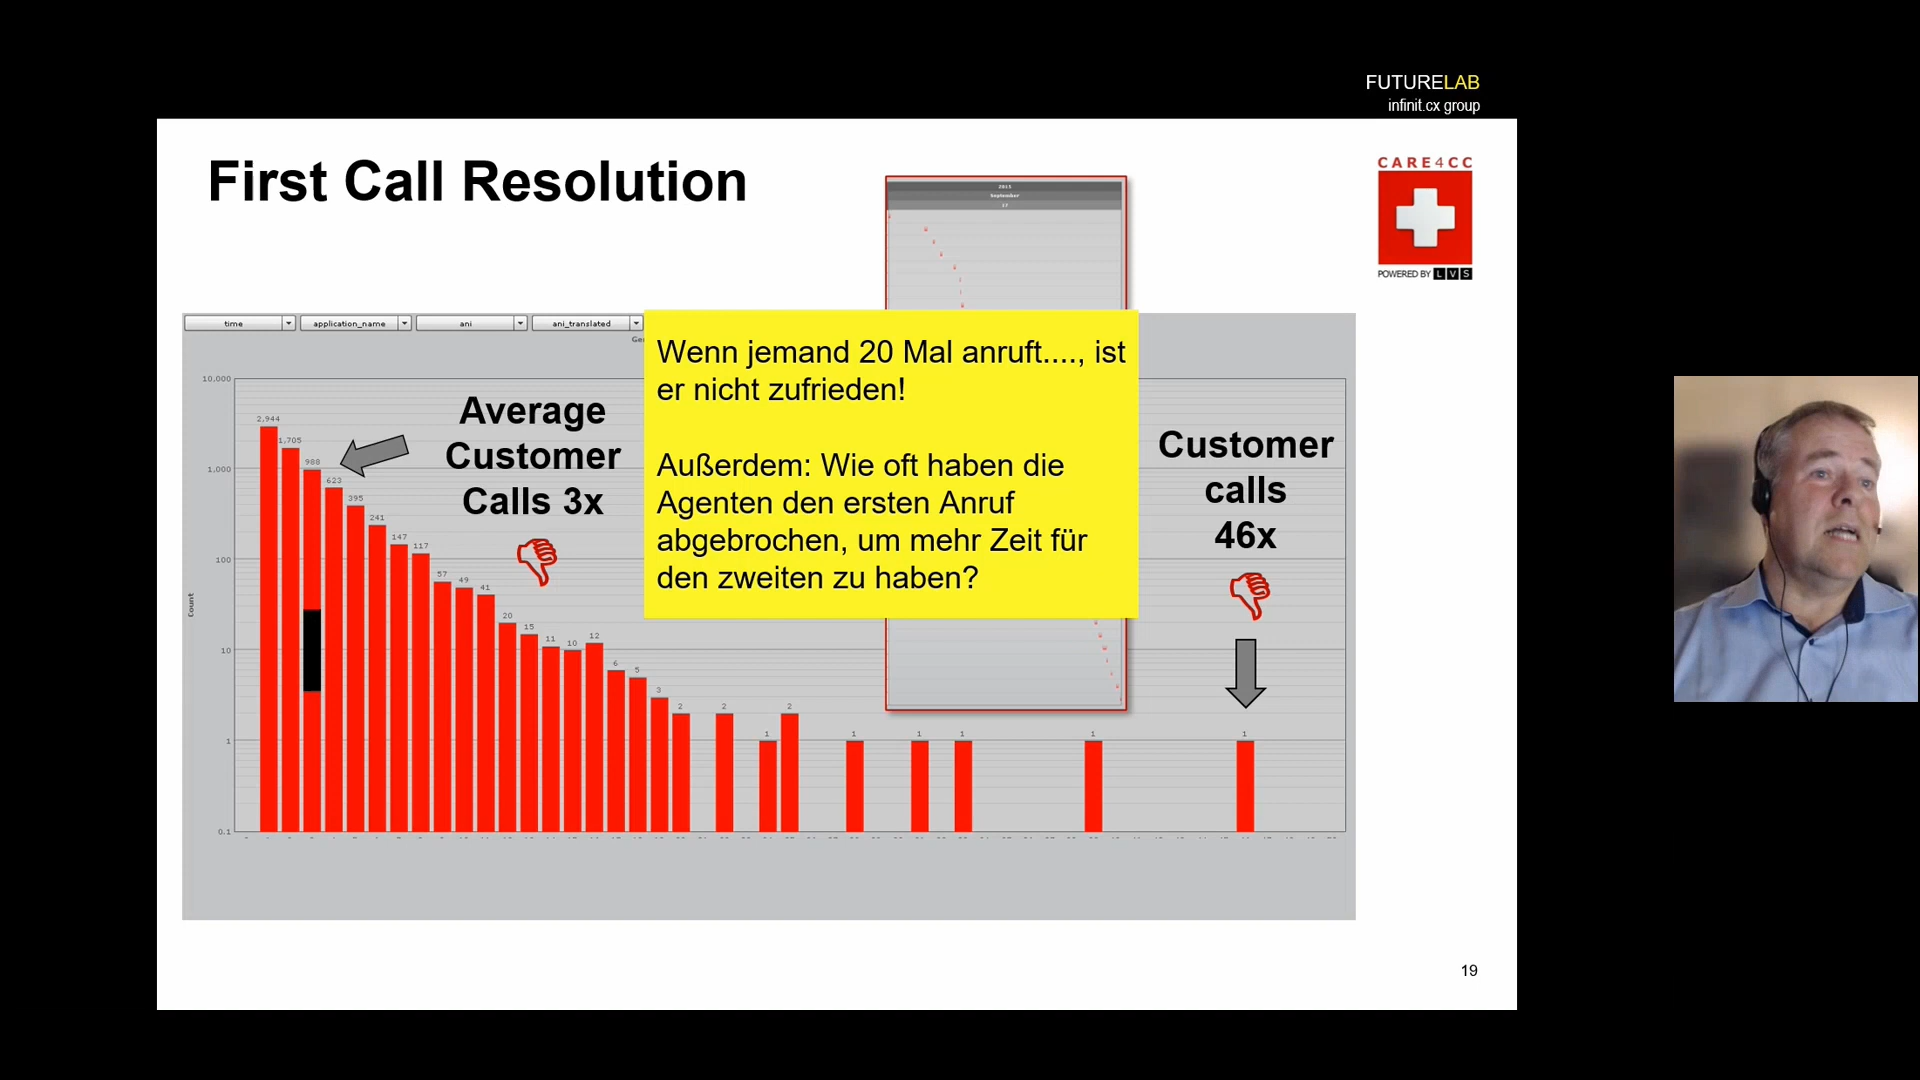 FUTURELAB
infinit.cx group
First Call Resolution
CARE4CC
POWERED BY LVS
2013
September
17
time
application_name
ani
ani_translated
Wenn jemand 20 Mal anruft...., ist
er nicht zufrieden!
Außerdem: Wie oft haben die
Agenten den ersten Anruf
abgebrochen, um mehr Zeit für
den zweiten zu haben?
Average
Customer
Calls 3x
Customer
calls
46x
Count
10,000
1,000
100
10
1
0.1
2,944
1,705
988
623
395
241
147
117
57
49
41
20
15
11
10
12
6
5
3
2
2
1
2
1
1
1
1
1
19